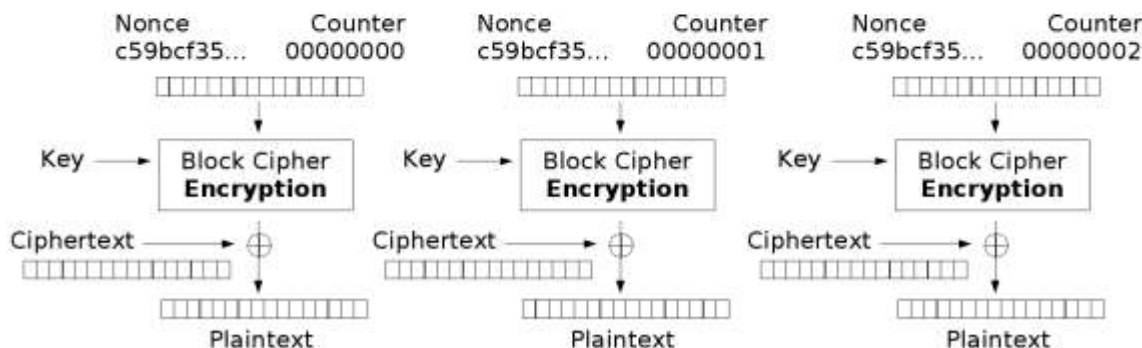 Nonce Counter
c59bcf35... 00000000
Key
Block Cipher
Encryption
Ciphertext
Plaintext
Nonce Counter
c59bcf35... 00000001
Key
Block Cipher
Encryption
Ciphertext
Plaintext
Nonce Counter
c59bcf35... 00000002
Key
Block Cipher
Encryption
Ciphertext
Plaintext